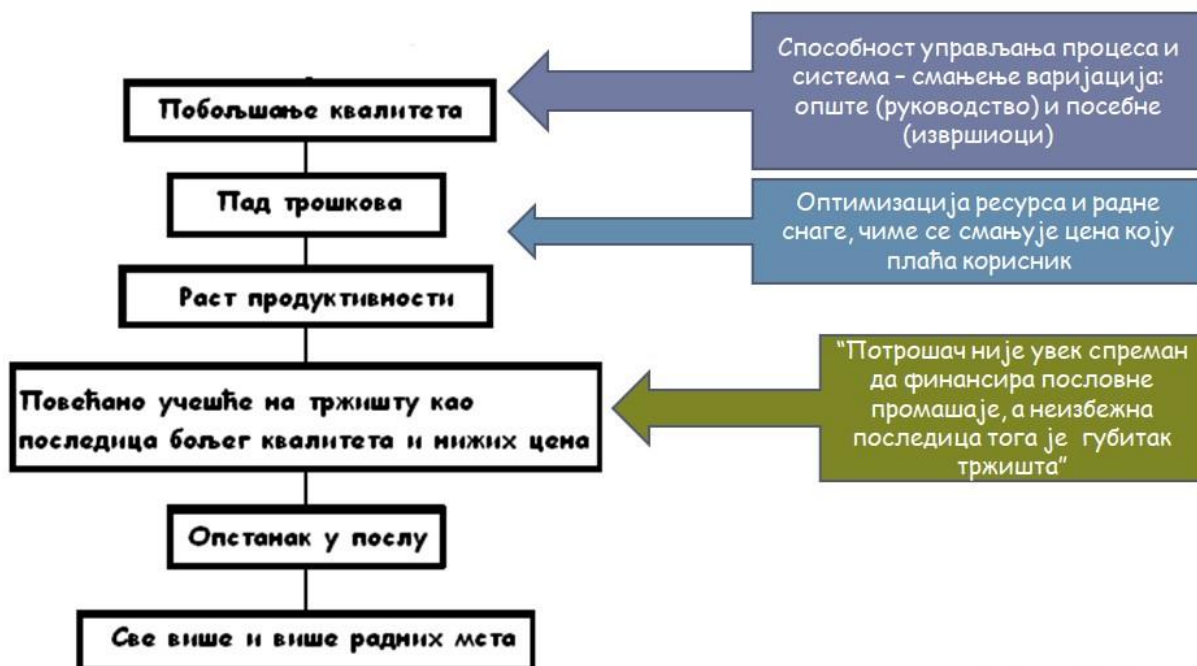 Побољшање квалитета
Пад трошкова
Раст продуктивности
Повећано учешће на тржишту као
последица бољег квалитета и нижих цена
Опстанак у послу
Све више и више радних мста
Способност управљања процеса и
система – смањење варијација:
опште (руководство) и посебне
(извршиоци)
Оптимизација ресурса и радне
снаге, чиме се смањује цена коју
плаћа корисник
“Потрошач није увек спреман
да финансира пословне
промашаје, а неизбежна
последица тога је губитак
тржишта”